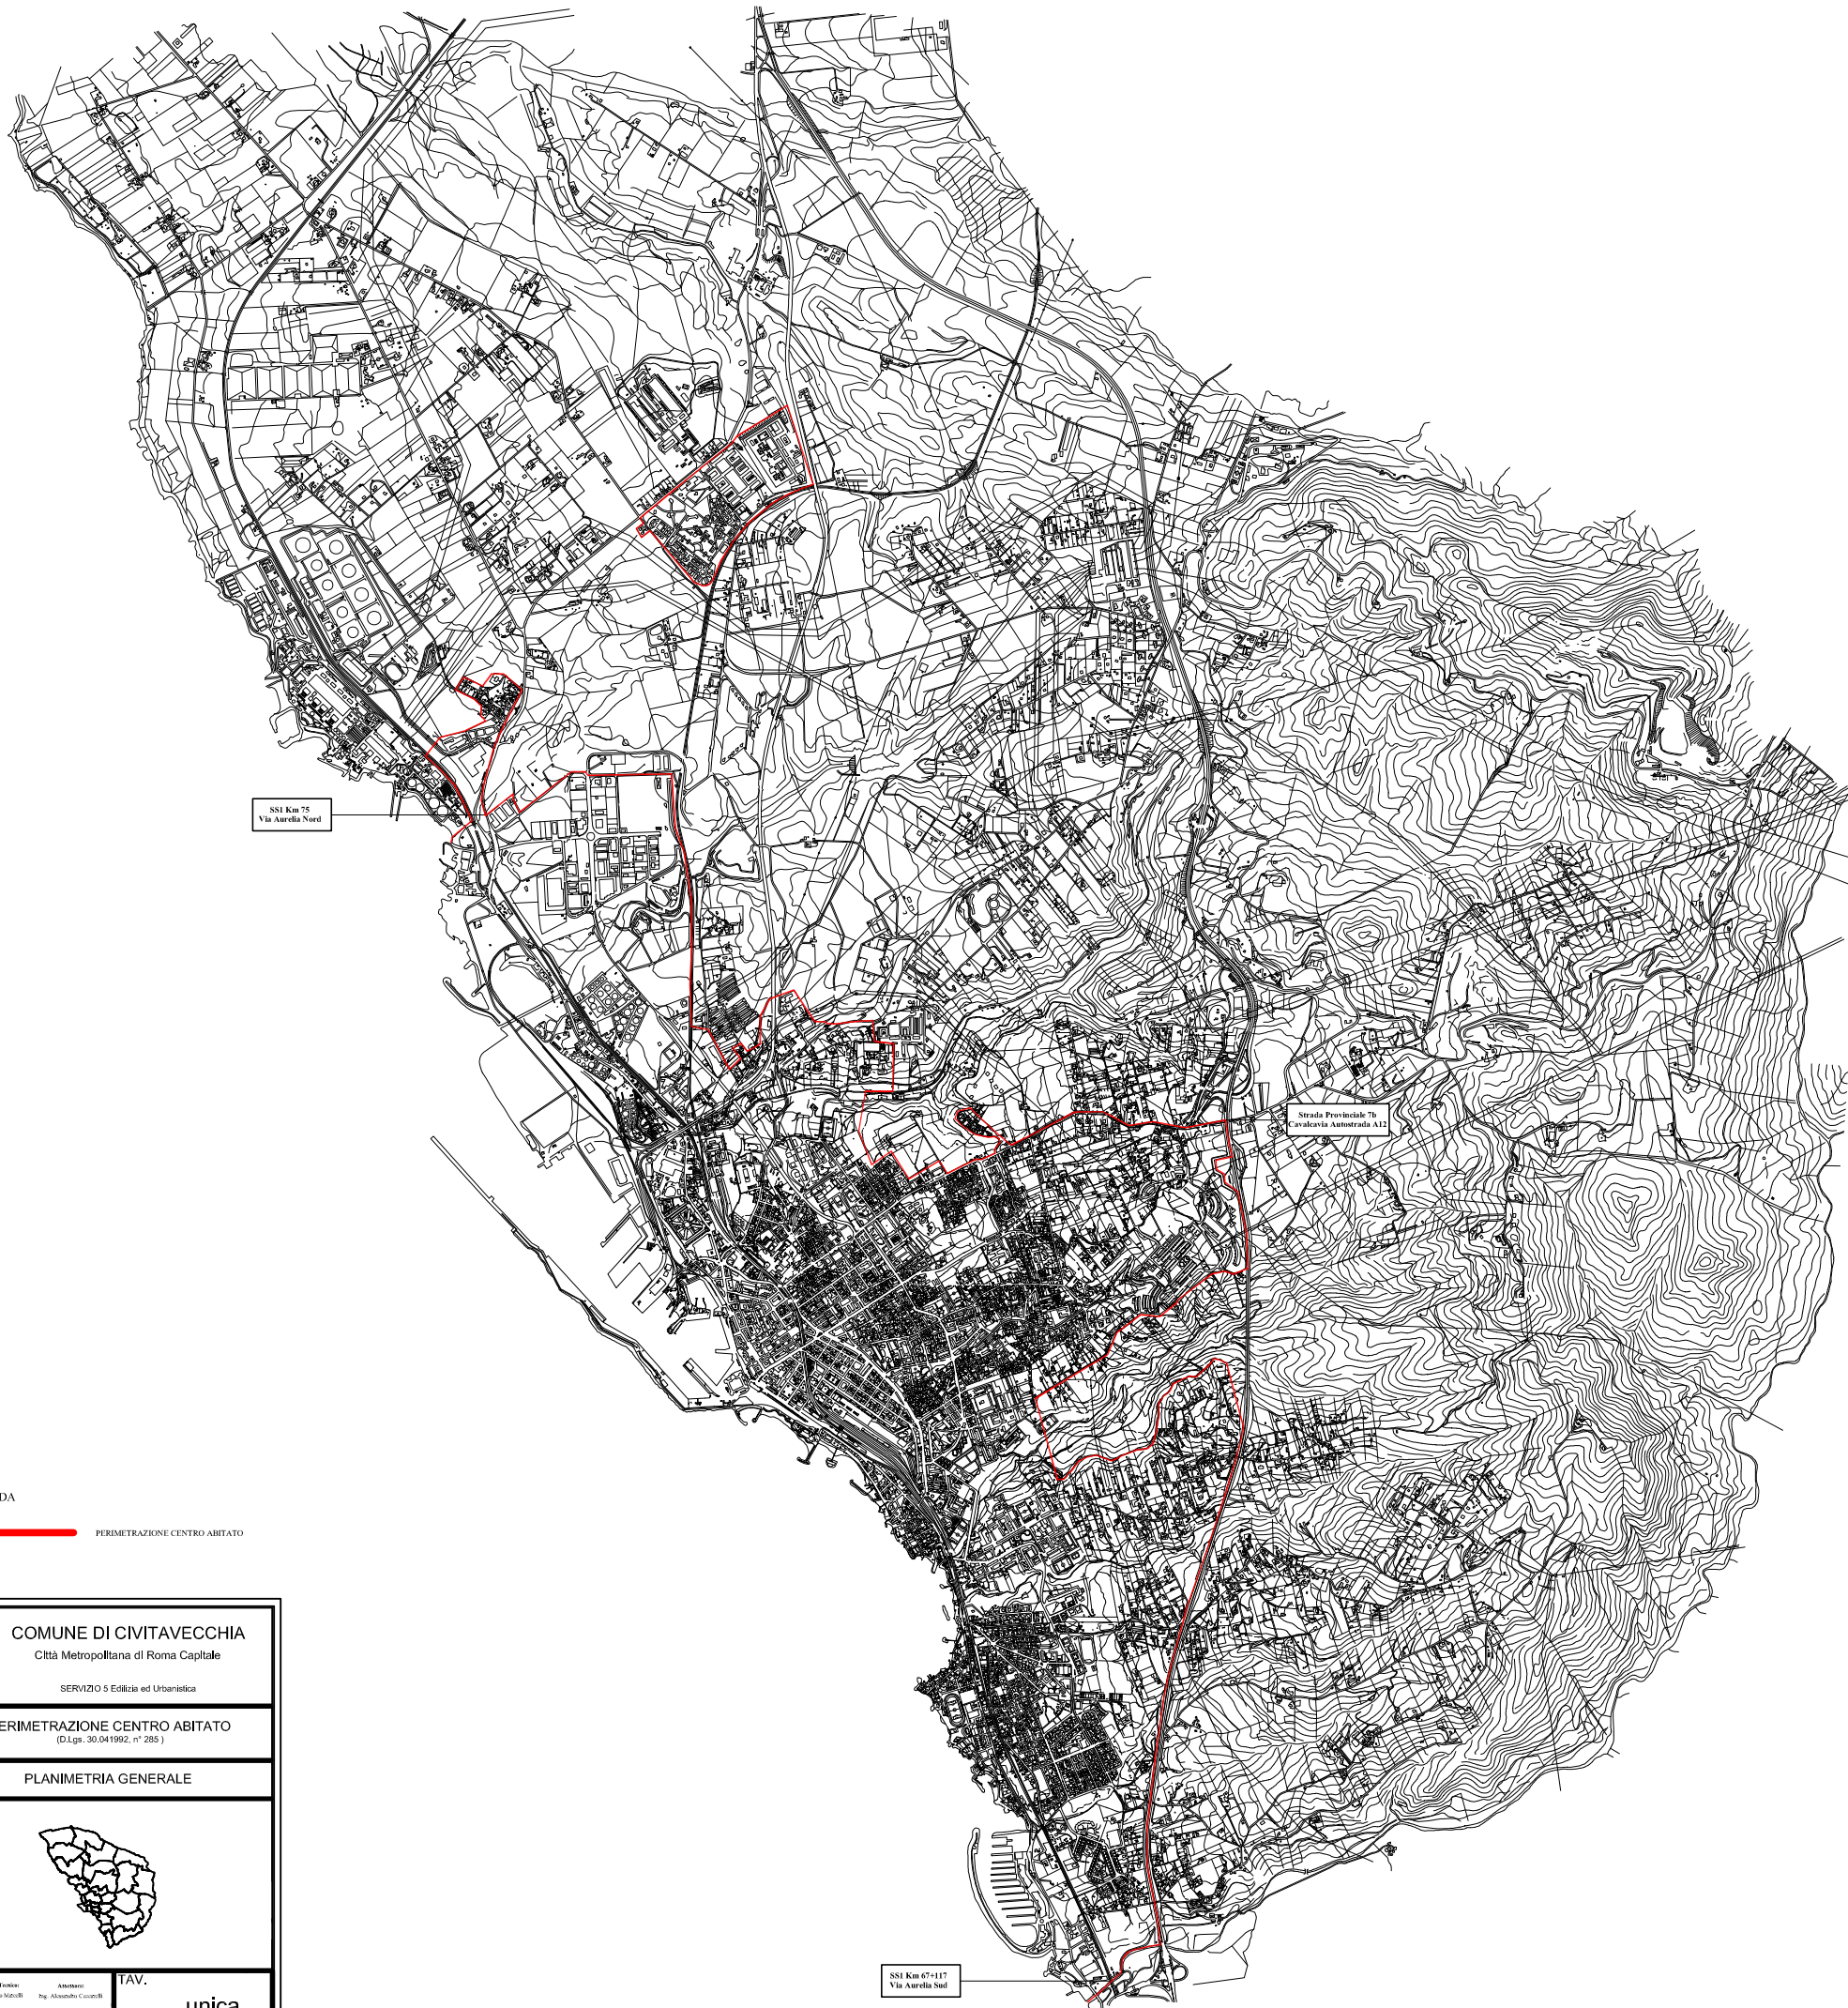 SS1 Km 75
Via Aurelia Nord
Strada Provinciale 7b
Cavalcavia Autostrada A12
DA
PERIMETRAZIONE CENTRO ABITATO
COMUNE DI CIVITAVECCHIA
Città Metropolitana di Roma Capitale
SERVIZIO 5 Edilizia ed Urbanistica
ERIMETRAZIONE CENTRO ABITATO
(D.Lgs. 30.041992, n° 285 )
PLANIMETRIA GENERALE
TAV.
unica
SS1 Km 67+117
Via Aurelia Sud